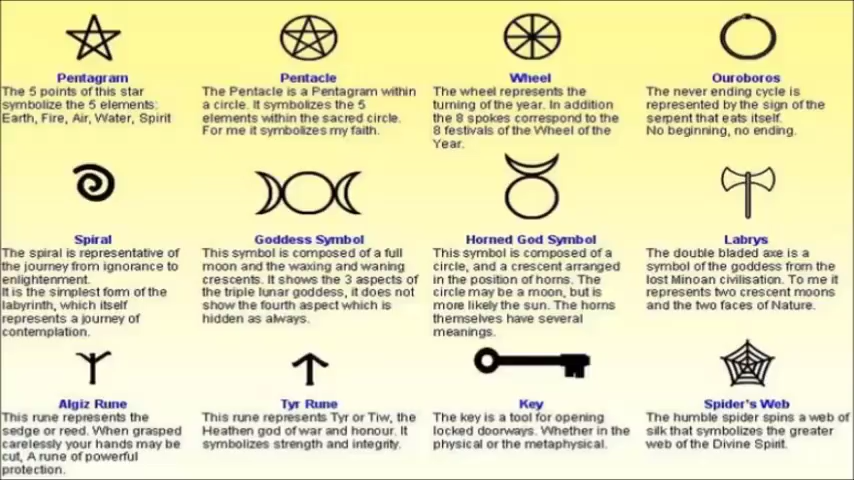 Pentagram
The 5 points of this star
symbolize the 5 elements:
Earth, Fire, Air, Water, Spirit
Pentacle
The Pentacle is a Pentagram within
a circle. It symbolizes the 5
elements within the sacred circle.
For me it symbolizes my faith.
Wheel
The wheel represents the
turning of the year. In addition
the 8 spokes correspond to the
8 festivals of the Wheel of the
Year.
Ouroboros
The never ending cycle is
represented by the sign of the
serpent that eats itself.
No beginning, no ending.
Spiral
The spiral is representative of
the journey from ignorance to
enlightenment.
It is the simplest form of the
labyrinth, which itself
represents a journey of
contemplation.
Goddess Symbol
This symbol is composed of a full
moon and the waxing and waning
crescents. It shows the 3 aspects of
the triple lunar goddess, it does not
show the fourth aspect which is
hidden as always.
Horned God Symbol
This symbol is composed of a
circle, and a crescent arranged
in the position of horns. The
circle may be a moon, but is
more likely the sun. The horns
themselves have several
meanings.
Labrys
The double bladed axe is a
symbol of the goddess from the
lost Minoan civilisation. To me it
represents two crescent moons
and the two faces of Nature.
Algiz Rune
This rune represents the
sedge or reed. When grasped
carelessly your hands may be
cut, A rune of powerful
protection.
Tyr Rune
This rune represents Tyr or Tiw, the
Heathen god of war and honour. It
symbolizes strength and integrity.
Key
The key is a tool for opening
locked doorways. Whether in the
physical or the metaphysical.
Spider's Web
The humble spider spins a web of
silk that symbolizes the greater
web of the Divine Spirit.